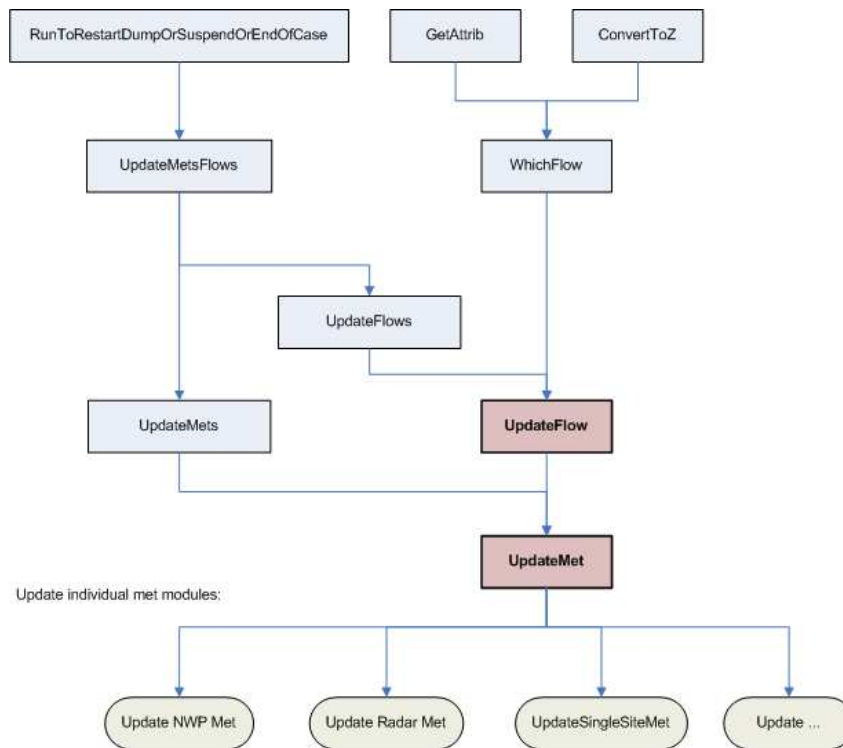 RunToRestartDumpOrSuspendOrEndOfCase
GetAttrib
ConvertToZ
UpdateMetsFlows
WhichFlow
UpdateFlows
UpdateMets
UpdateFlow
UpdateMet
Update individual met modules:
Update NWP Met
Update Radar Met
UpdateSingleSiteMet
Update ...